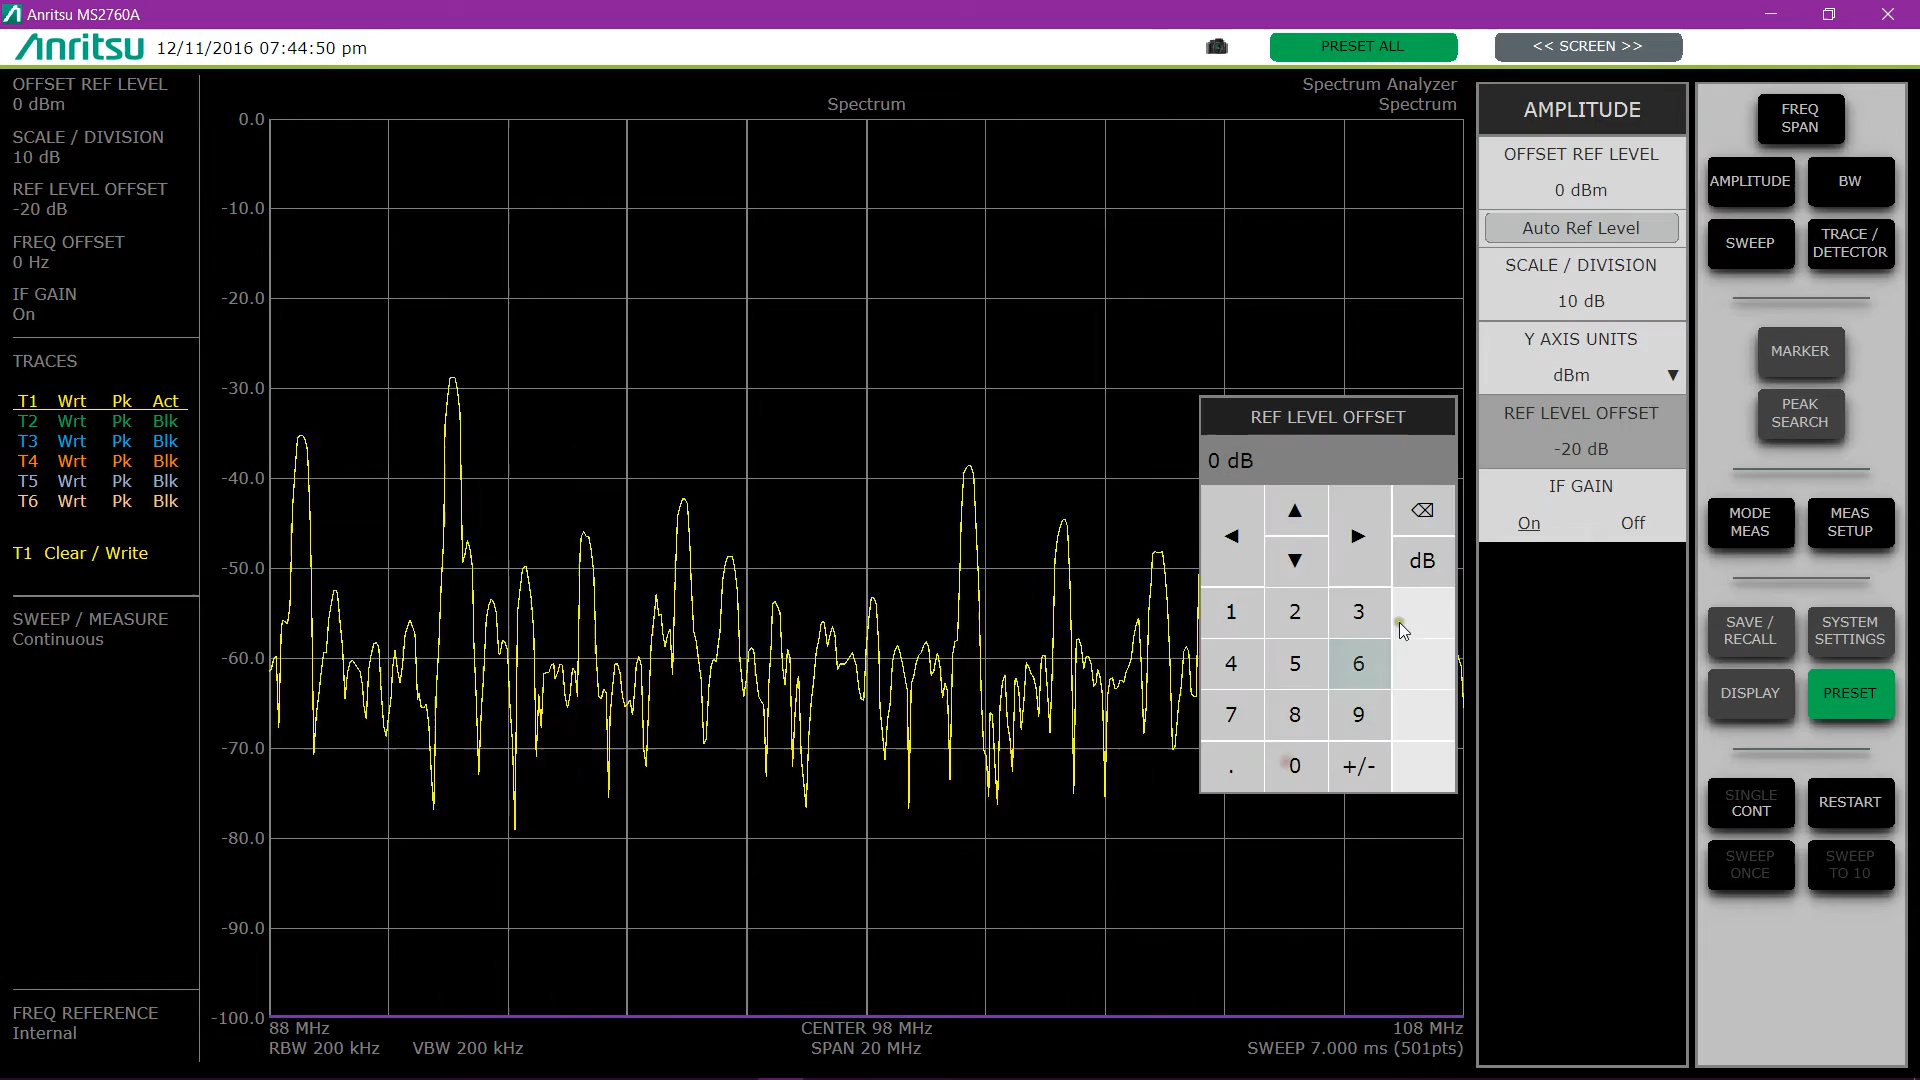 Anritsu MS2760A
Anritsu 12/11/2016 07:44:50 pm
PRESET ALL
<< SCREEN >>
OFFSET REF LEVEL
0 dBm
SCALE / DIVISION
10 dB
REF LEVEL OFFSET
-20 dB
FREQ OFFSET
0 Hz
IF GAIN
On
TRACES
T1 Wrt Pk Act
T2 Wrt Pk Blk
T3 Wrt Pk Blk
T4 Wrt Pk Blk
T5 Wrt Pk Blk
T6 Wrt Pk Blk
T1 Clear / Write
SWEEP / MEASURE
Continuous
FREQ REFERENCE
Internal
Spectrum Analyzer
Spectrum
Spectrum
0.0
-10.0
-20.0
-30.0
-40.0
-50.0
-60.0
-70.0
-80.0
-90.0
-100.0
88 MHz
CENTER 98 MHz
108 MHz
RBW 200 kHz
VBW 200 kHz
SPAN 20 MHz
SWEEP 7.000 ms (501pts)
REF LEVEL OFFSET
0 dB
dB
1 2 3
4 5 6
7 8 9
. 0 +/-
AMPLITUDE
OFFSET REF LEVEL
0 dBm
Auto Ref Level
SCALE / DIVISION
10 dB
Y AXIS UNITS
dBm
REF LEVEL OFFSET
-20 dB
IF GAIN
On Off
FREQ
SPAN
AMPLITUDE
BW
SWEEP
TRACE /
DETECTOR
MARKER
PEAK
SEARCH
MODE
MEAS
MEAS
SETUP
SAVE /
RECALL
SYSTEM
SETTINGS
DISPLAY
PRESET
SINGLE
CONT
RESTART
SWEEP
ONCE
SWEEP
TO 10